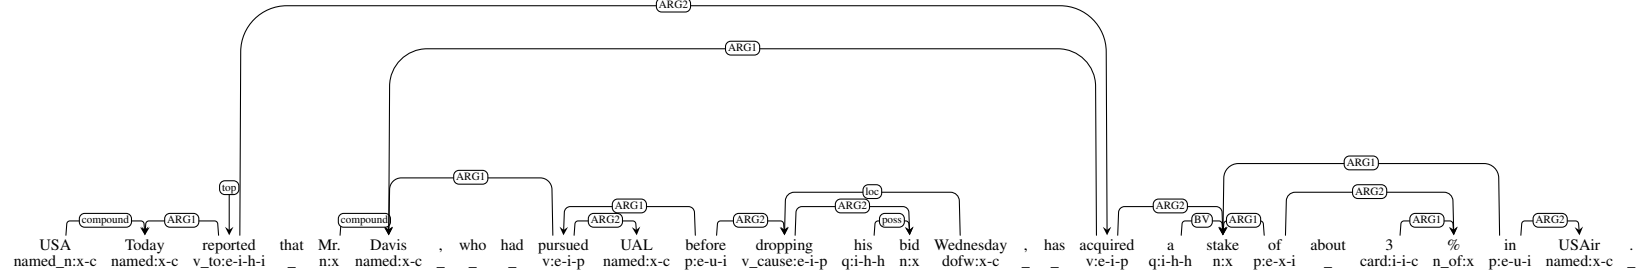 ARG2
ARG1
ARG1
top
ARG1
loc
ARG2
compound ARG1 compound ARG1 ARG2 ARG2 ARG2 poss ARG2 BV ARG1 ARG1 ARG2
USA Today reported that Mr. Davis , who had pursued UAL before dropping his bid Wednesday , has acquired a stake of about 3 % in USAir .
named_n:x-c named:x-c v_to:e-i-h-i _ n:x named:x-c _ _ _ v:e-i-p named:x-c p:e-u-i v_cause:e-i-p q:i-h-h n:x dofw:x-c _ _ v:e-i-p q:i-h-h n:x p:e-x-i _ card:i-i-c n_of:x p:e-u-i named:x-c _